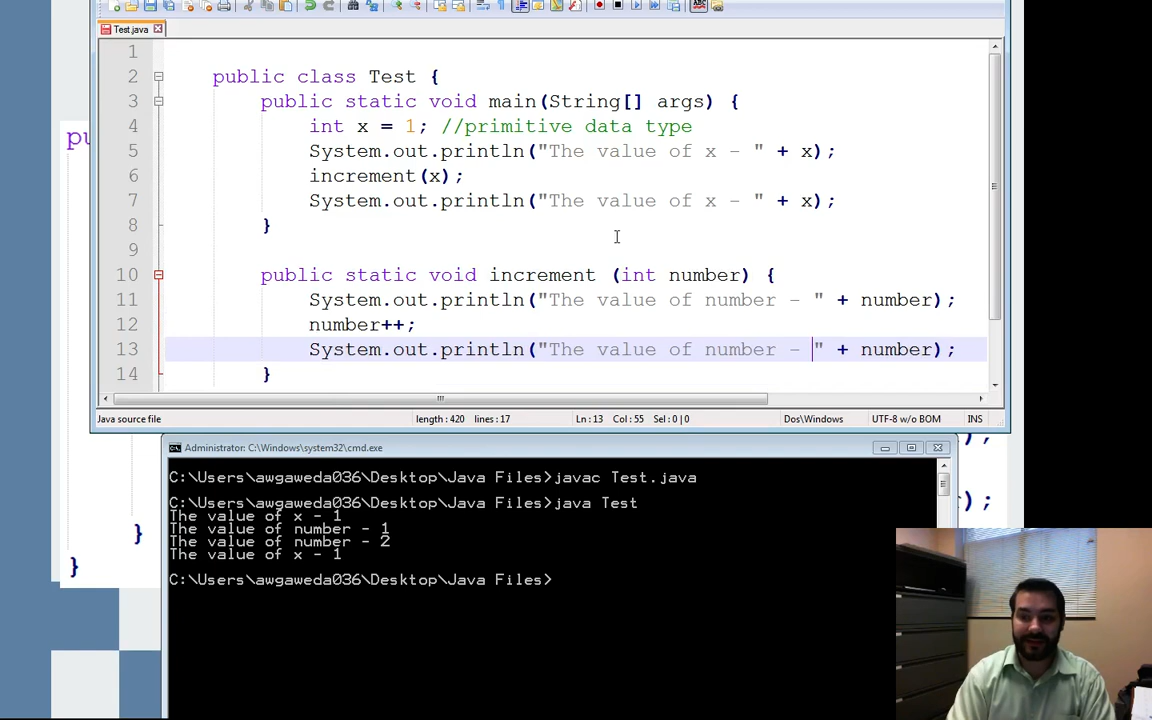 Test.java
1
2 public class Test {
3 public static void main(String[] args) {
4 int x = 1; //primitive data type
5 System.out.println("The value of x - " + x);
6 increment(x);
7 System.out.println("The value of x - " + x);
8 }
9
10 public static void increment (int number) {
11 System.out.println("The value of number - " + number);
12 number++;
13 System.out.println("The value of number - " + number);
14 }
Java source file length : 420 lines : 17 Ln : 13 Col : 55 Sel : 0 | 0 Dos\Windows UTF-8 w/o BOM INS
Administrator: C:\Windows\system32\cmd.exe
C:\Users\awgaweda036\Desktop\Java Files>javac Test.java
C:\Users\awgaweda036\Desktop\Java Files>java Test
The value of x - 1
The value of number - 1
The value of number - 2
The value of x - 1
C:\Users\awgaweda036\Desktop\Java Files>
);
}
}